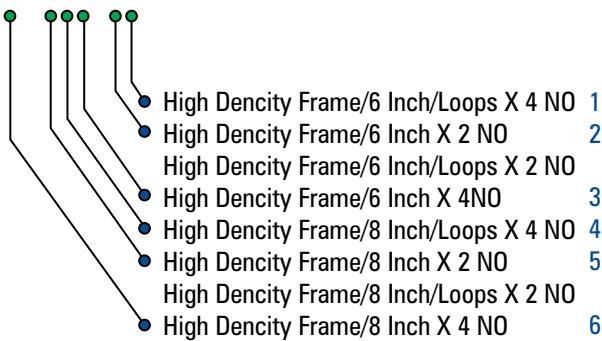 High Dencity Frame/6 Inch/Loops X 4 NO 1
High Dencity Frame/6 Inch X 2 NO 2
High Dencity Frame/6 Inch/Loops X 2 NO
High Dencity Frame/6 Inch X 4NO 3
High Dencity Frame/8 Inch/Loops X 4 NO 4
High Dencity Frame/8 Inch X 2 NO 5
High Dencity Frame/8 Inch/Loops X 2 NO
High Dencity Frame/8 Inch X 4 NO 6